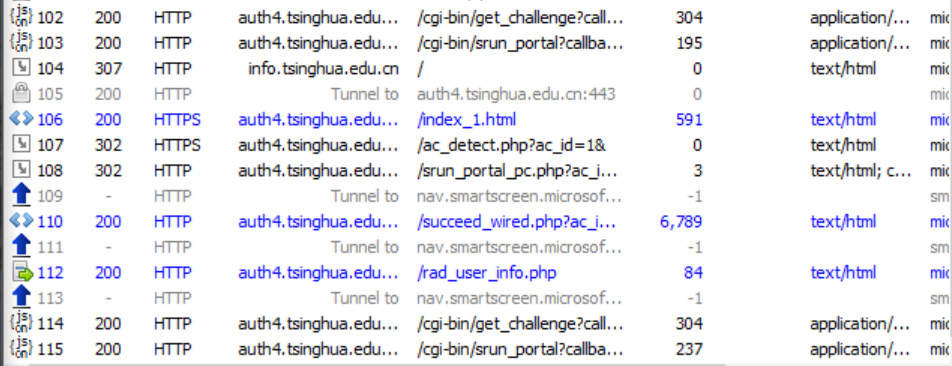 {js on} 102 200 HTTP auth4.tsinghua.edu... /cgi-bin/get_challenge?call... 304 application/... mic
{js on} 103 200 HTTP auth4.tsinghua.edu... /cgi-bin/srun_portal?callba... 195 application/... mic
104 307 HTTP info.tsinghua.edu.cn / 0 text/html mic
105 200 HTTP Tunnel to auth4.tsinghua.edu.cn:443 0 mic
106 200 HTTPS auth4.tsinghua.edu... /index_1.html 591 text/html mic
107 302 HTTPS auth4.tsinghua.edu... /ac_detect.php?ac_id=1& 0 text/html mic
108 302 HTTP auth4.tsinghua.edu... /srun_portal_pc.php?ac_i... 3 text/html; c... mic
109 - HTTP Tunnel to nav.smartscreen.microsof... -1 sm
110 200 HTTP auth4.tsinghua.edu... /succeed_wired.php?ac_i... 6,789 text/html mic
111 - HTTP Tunnel to nav.smartscreen.microsof... -1 sm
112 200 HTTP auth4.tsinghua.edu... /rad_user_info.php 84 text/html mic
113 - HTTP Tunnel to nav.smartscreen.microsof... -1 sm
{js on} 114 200 HTTP auth4.tsinghua.edu... /cgi-bin/get_challenge?call... 304 application/... mic
{js on} 115 200 HTTP auth4.tsinghua.edu... /cgi-bin/srun_portal?callba... 237 application/... mic